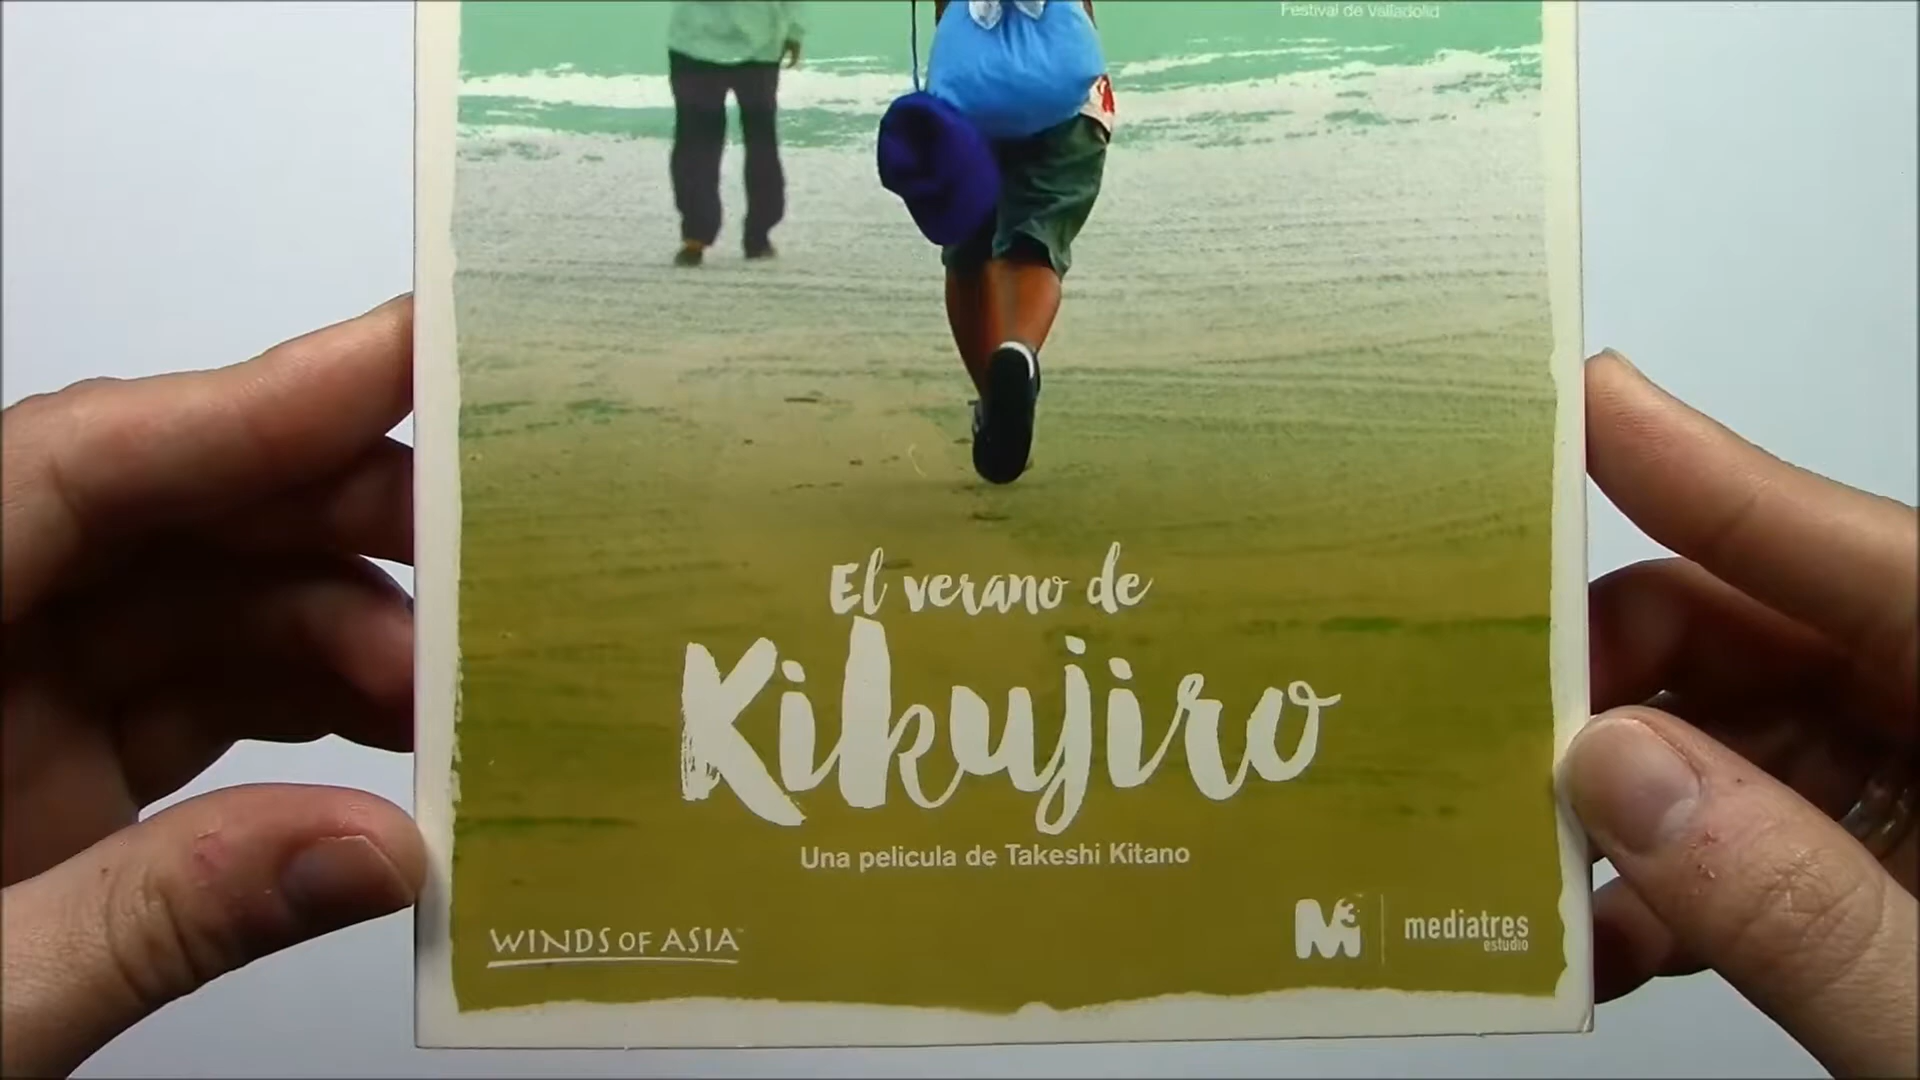 Festival de Valladolid
El verano de
Kikujiro
Una pelicula de Takeshi Kitano
WINDS OF ASIA
M3
mediatres
estudio